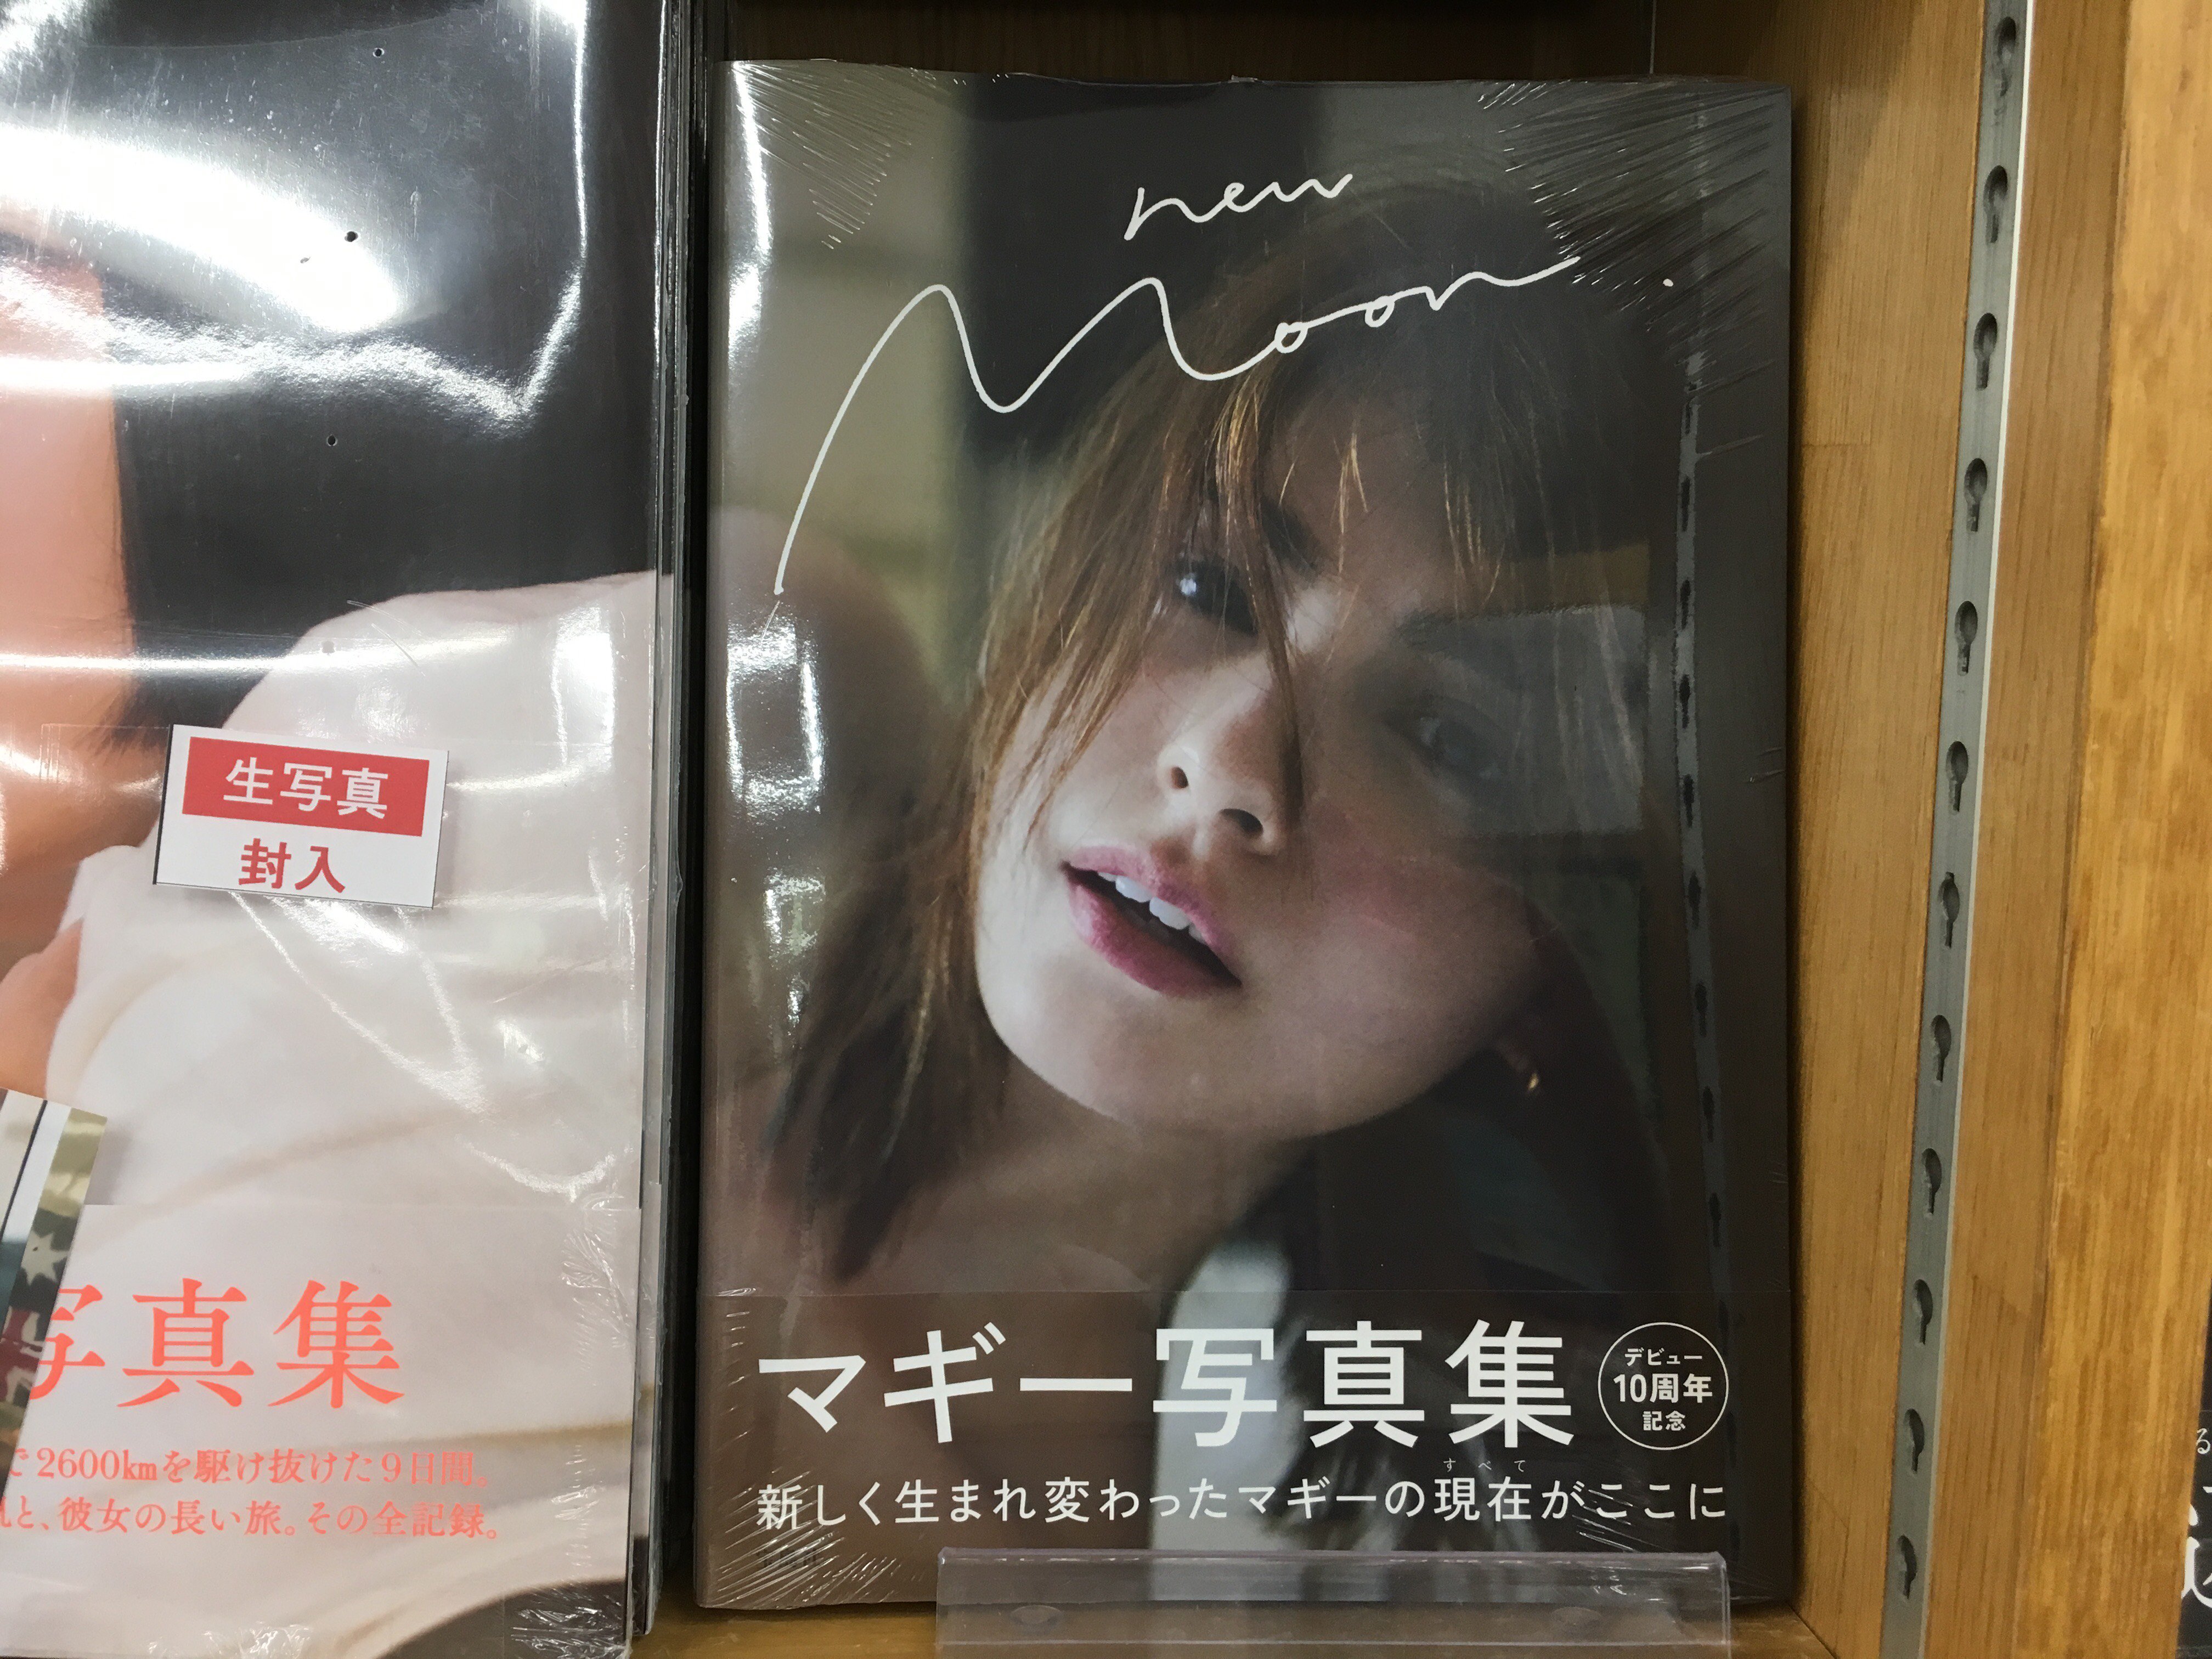 生写真
封入
写真集
で2600kmを駆け抜けた9日間。
と、彼女の長い旅。その全記録。
new
Moon
マギー写真集
デビュー
10周年
記念
すべて
新しく生まれ変わったマギーの現在がここに